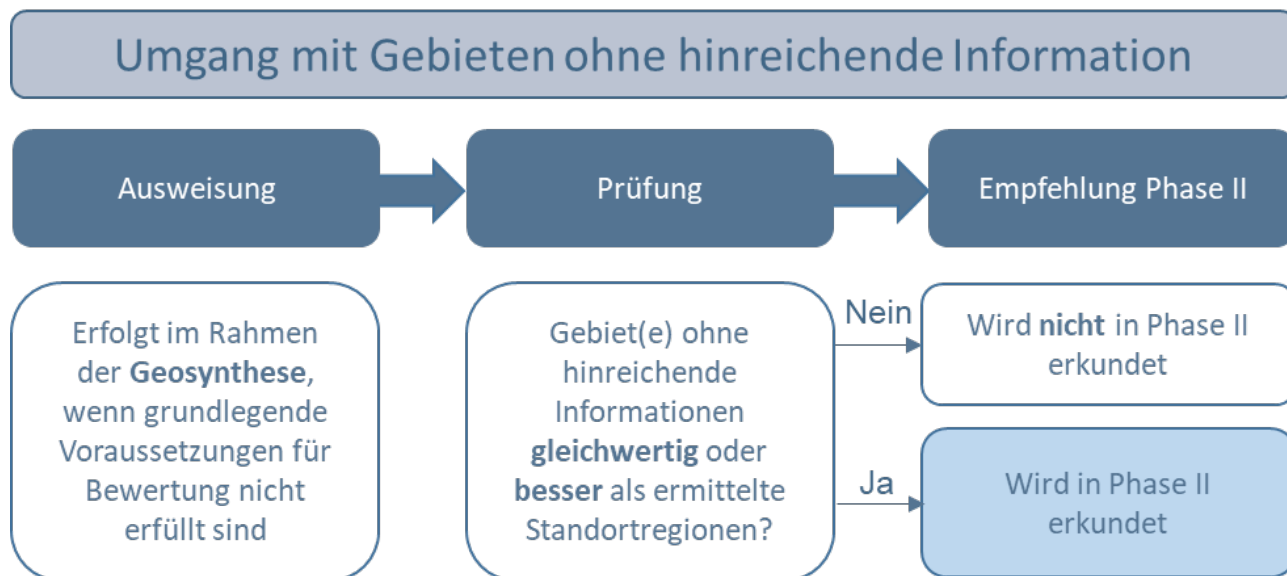 Umgang mit Gebieten ohne hinreichende Information
Ausweisung
Prüfung
Empfehlung Phase II
Erfolgt im Rahmen
der Geosynthese,
wenn grundlegende
Voraussetzungen für
Bewertung nicht
erfüllt sind
Gebiet(e) ohne
hinreichende
Informationen
gleichwertig oder
besser als ermittelte
Standortregionen?
Nein
Wird nicht in Phase II
erkundet
Ja
Wird in Phase II
erkundet